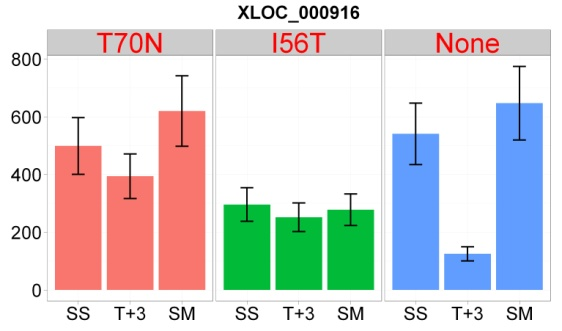 XLOC_000916
T70N I56T None
800
600
400
200
0
SS T+3 SM SS T+3 SM SS T+3 SM